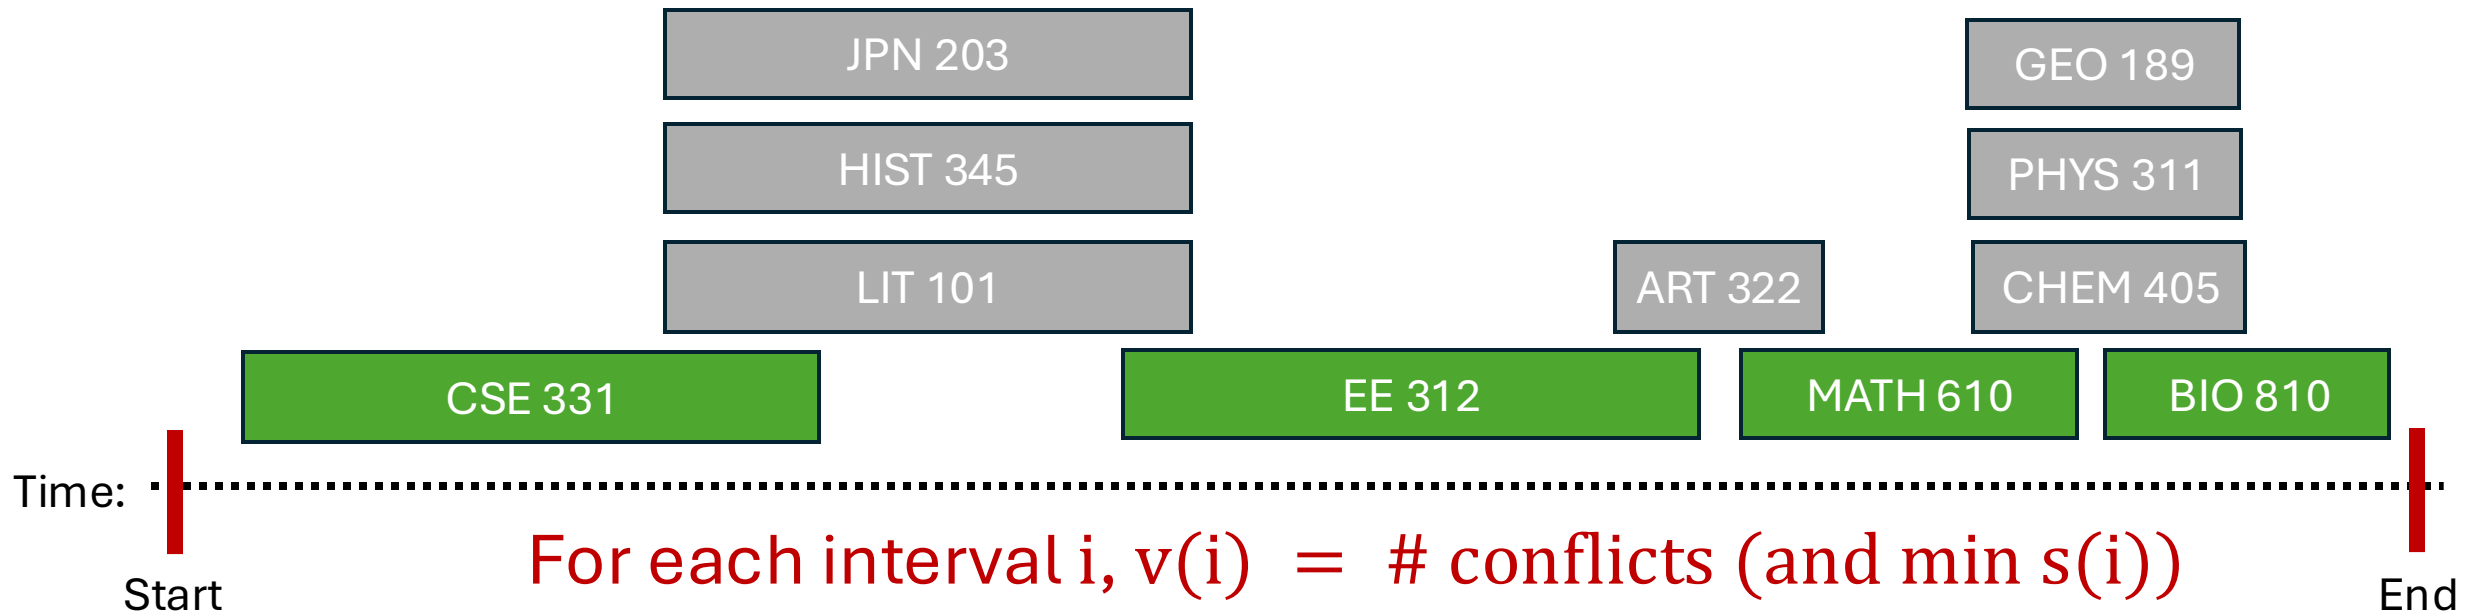 JPN 203
GEO 189
HIST 345
PHYS 311
LIT 101
ART 322
CHEM 405
CSE 331
EE 312
MATH 610
BIO 810
Time:
For each interval i, v(i) = # conflicts (and min s(i))
Start
End